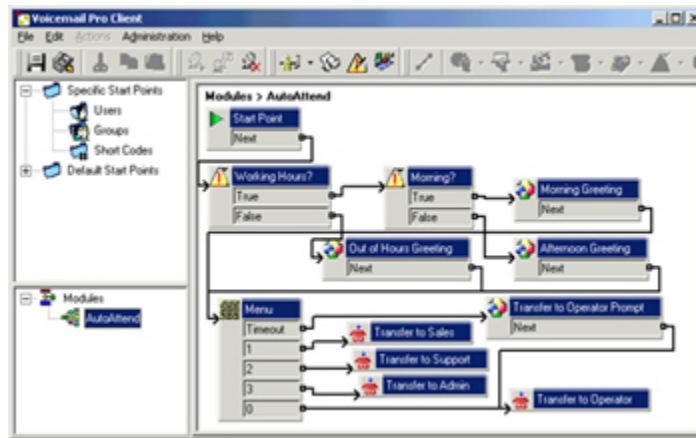 Voicemail Pro Client
File Edit Actions Administration Help
Specific Start Points
Users
Groups
Short Codes
Default Start Points
Modules
AutoAttend
Modules > AutoAttend
Start Point
Next
Working Hours?
True
False
Morning?
True
False
Morning Greeting
Next
Out of Hours Greeting
Next
Afternoon Greeting
Next
Menu
Timeout
1
2
3
0
Transfer to Operator Prompt
Next
Transfer to Sales
Transfer to Support
Transfer to Admin
Transfer to Operator